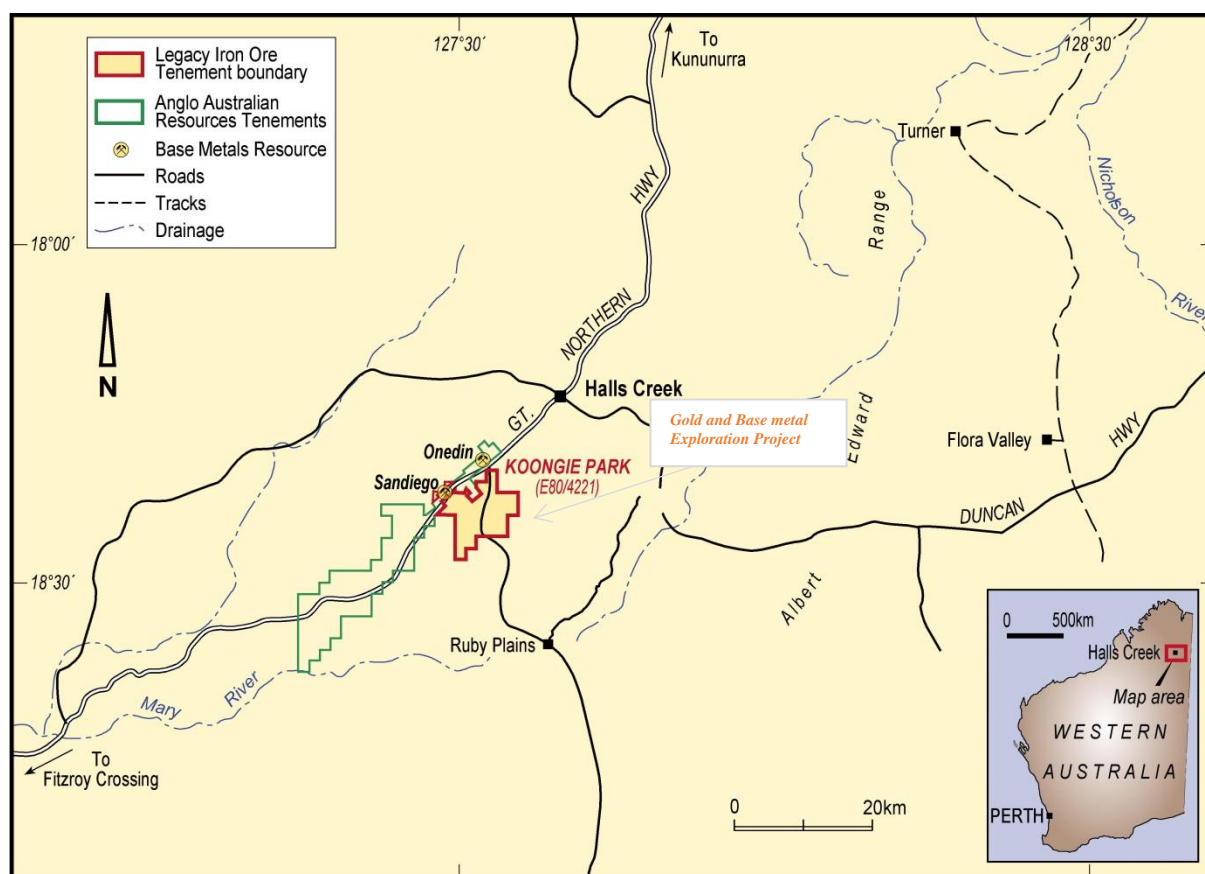 Legacy Iron Ore
Tenement boundary
Anglo Australian
Resources Tenements
Base Metals Resource
Roads
Tracks
Drainage
127°30'
128°30'
To
Kununurra
Turner
Nicholson
River
Range
18°00'
HWY
NORTHERN
GT.
N
Halls Creek
Gold and Base metal
Exploration Project
Onedin
KOONGIE PARK
(E80/4221)
Sandiego
Edward
Flora Valley
HWY
DUNCAN
18°30'
Albert
Ruby Plains
Mary
River
To
Fitzroy Crossing
0 20km
0 500km
Halls Creek
Map area
WESTERN
AUSTRALIA
PERTH